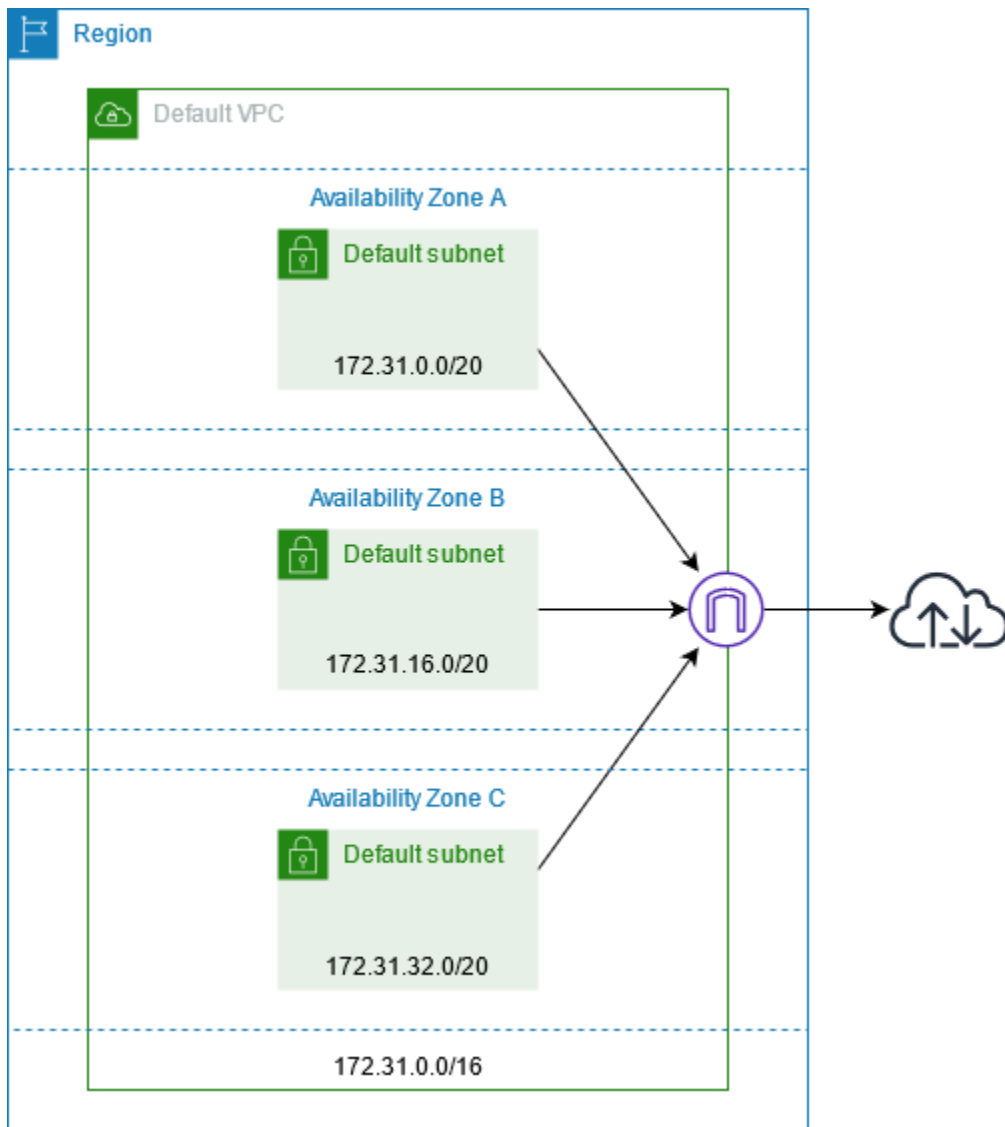 Region
Default VPC
Availability Zone A
Default subnet
172.31.0.0/20
Availability Zone B
Default subnet
172.31.16.0/20
Availability Zone C
Default subnet
172.31.32.0/20
172.31.0.0/16